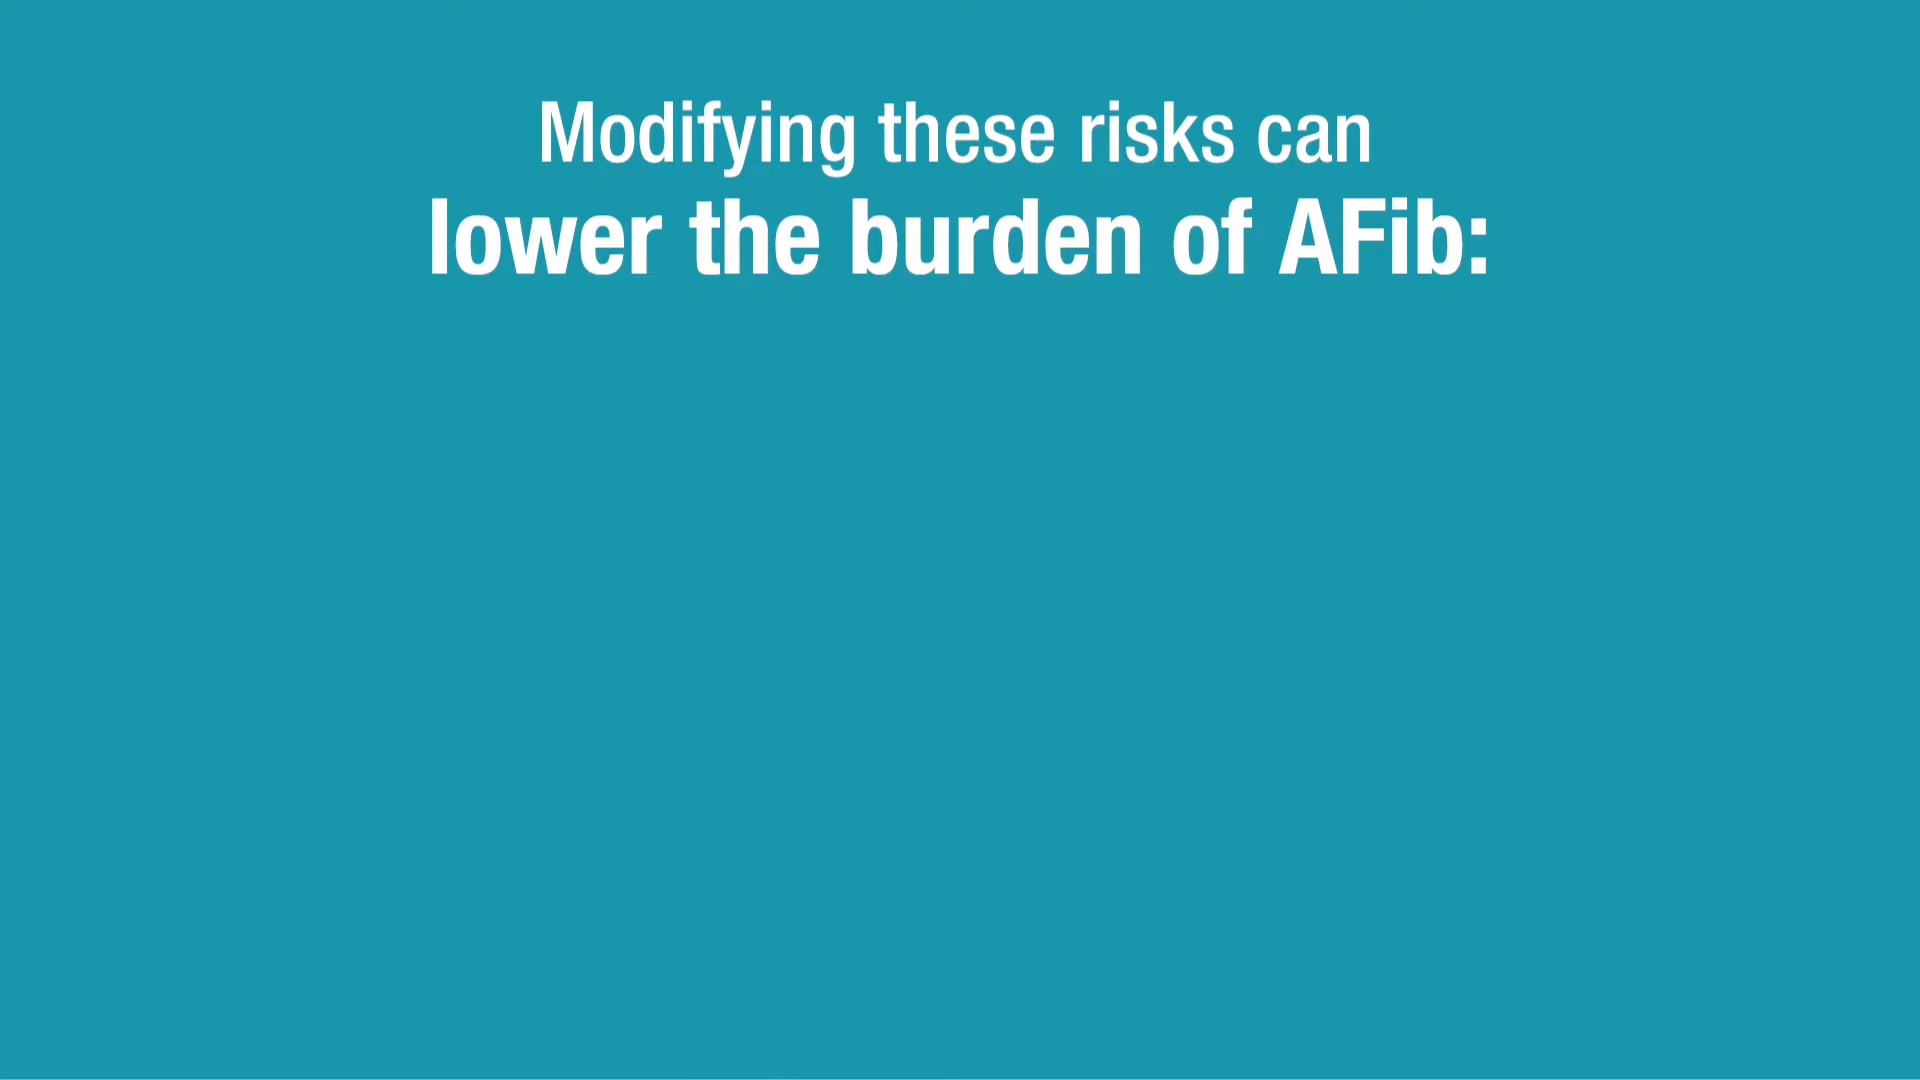 Modifying these risks can
lower the burden of AFib: